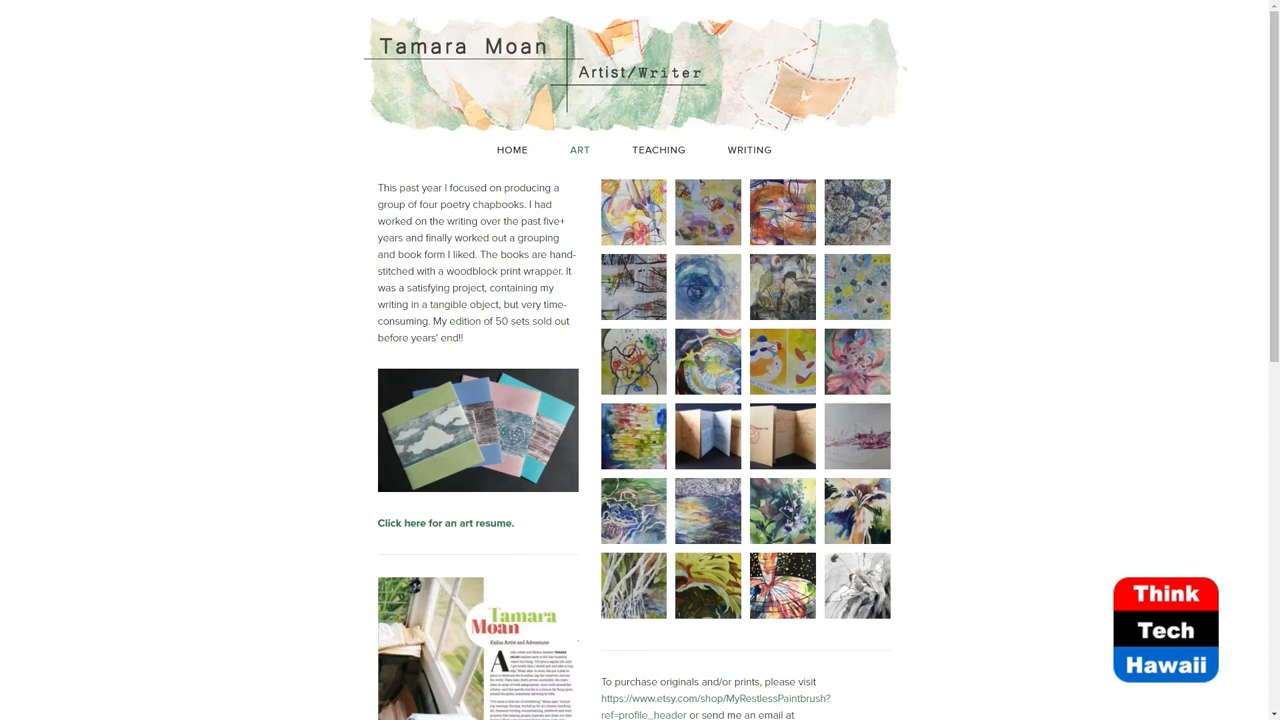 Tamara Moan
Artist/Writer
HOME ART TEACHING WRITING
This past year I focused on producing a
group of four poetry chapbooks. I had
worked on the writing over the past five+
years and finally worked out a grouping
and book form I liked. The books are hand-
stitched with a woodblock print wrapper. It
was a satisfying project, containing my
writing in a tangible object, but very time-
consuming. My edition of 50 sets sold out
before years' end!!
Click here for an art resume.
Tamara
Moan
Kailua Artist and Adventurer
To purchase originals and/or prints, please visit
https://www.etsy.com/shop/MyRestlessPaintbrush?
ref=profile_header or send me an email at
Think
Tech
Hawaii